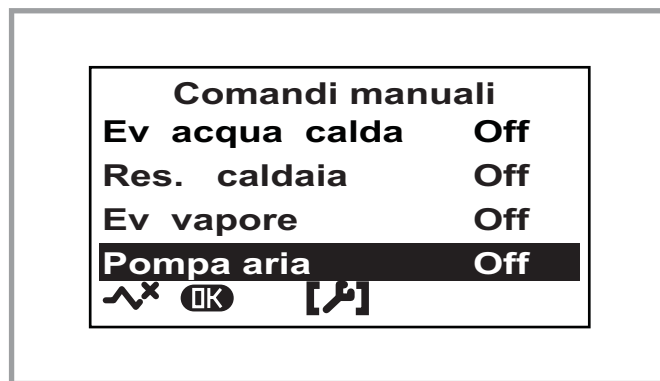 Comandi manuali
Ev acqua calda Off
Res. caldaia Off
Ev vapore Off
Pompa aria Off
OK